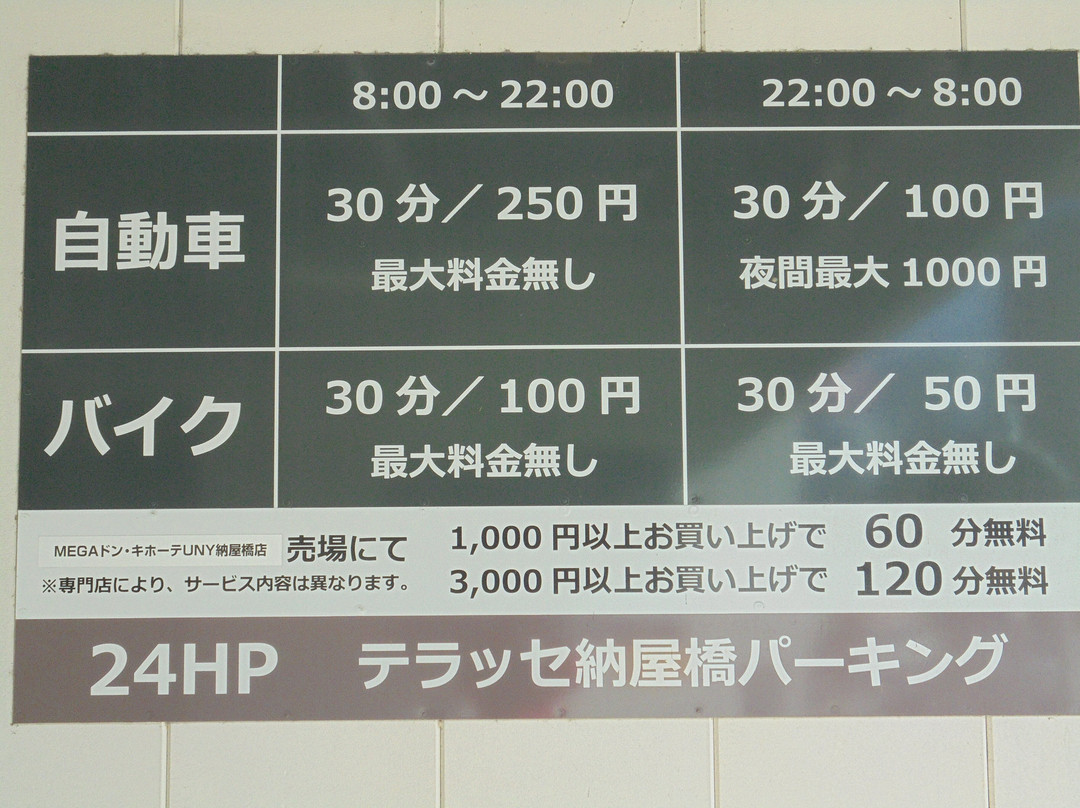 8:00 ～ 22:00
22:00 ～ 8:00
自動車
30 分／ 250 円
最大料金無し
30 分／ 100 円
夜間最大 1000 円
バイク
30 分／ 100 円
最大料金無し
30 分／ 50 円
最大料金無し
MEGAドン・キホーテUNY納屋橋店 売場にて
※専門店により、サービス内容は異なります。
1,000 円以上お買い上げで 60 分無料
3,000 円以上お買い上げで 120 分無料
24HP テラッセ納屋橋パーキング